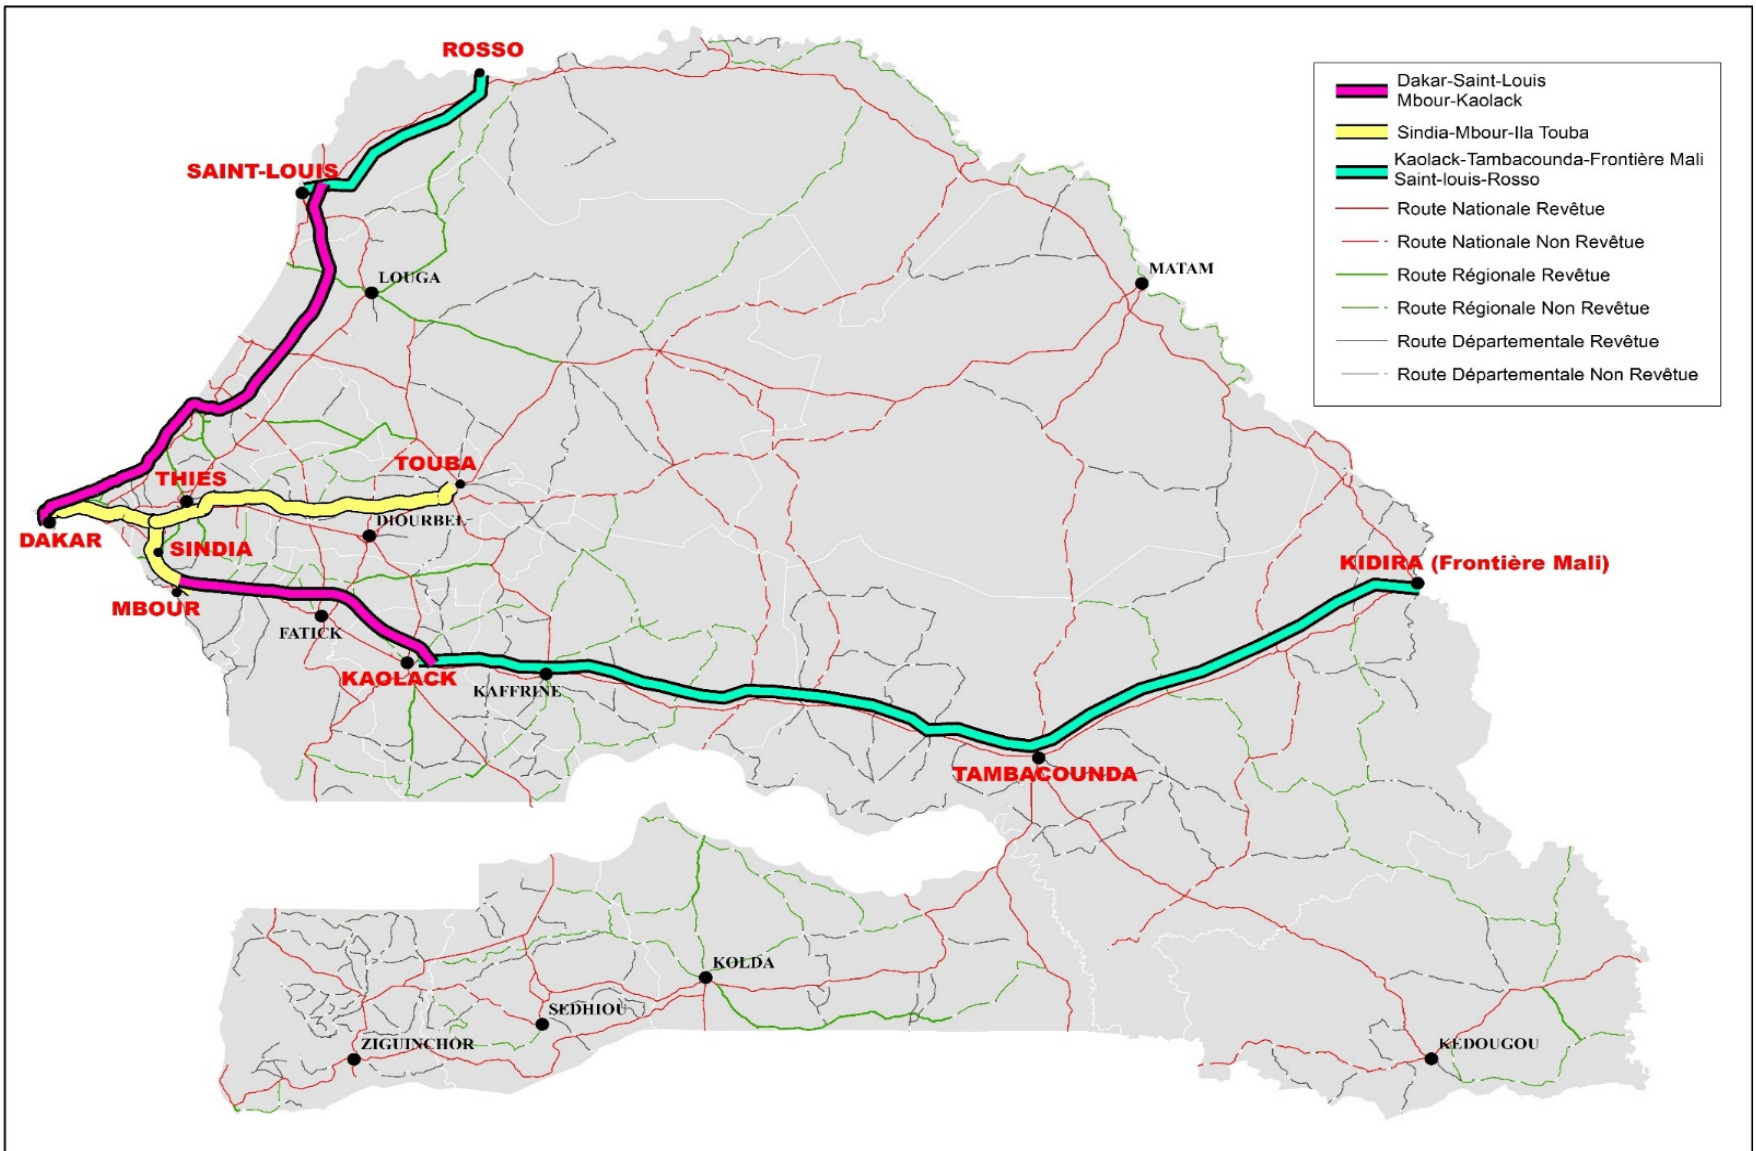 ROSSO
SAINT-LOUIS
LOUGA
MATAM
THIES
TOUBA
DIOURBEL
DAKAR
SINDIA
MBOUR
FATICK
KAOLACK
KAFFRINE
KIDIRA (Frontière Mali)
TAMBACOUNDA
KOLDA
SEDHIOU
ZIGUINCHOR
KEDOUGOU
Dakar-Saint-Louis
Mbour-Kaolack
Sindia-Mbour-Ila Touba
Kaolack-Tambacounda-Frontière Mali
Saint-louis-Rosso
Route Nationale Revêtue
Route Nationale Non Revêtue
Route Régionale Revêtue
Route Régionale Non Revêtue
Route Départementale Revêtue
Route Départementale Non Revêtue